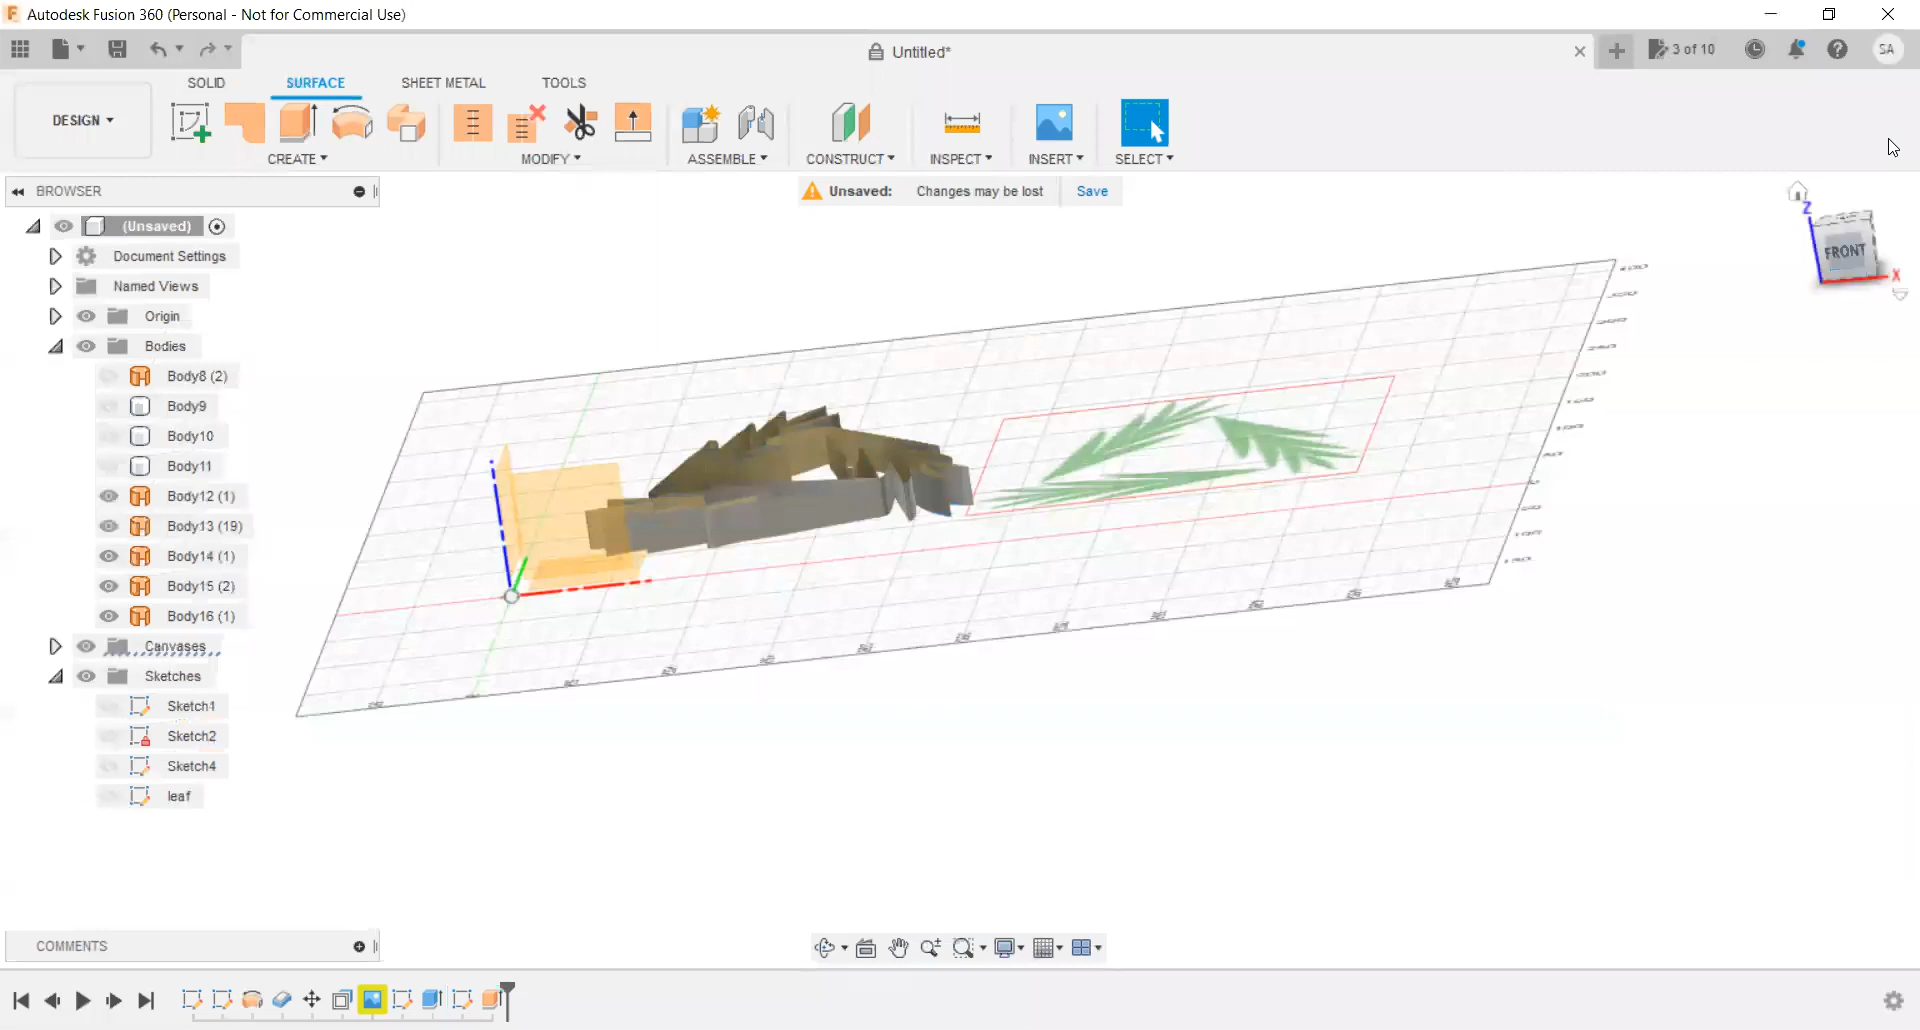 Autodesk Fusion 360 (Personal - Not for Commercial Use)
Untitled*
3 of 10
SA
SOLID
SURFACE
SHEET METAL
TOOLS
DESIGN
CREATE
MODIFY
ASSEMBLE
CONSTRUCT
INSPECT
INSERT
SELECT
BROWSER
Unsaved: Changes may be lost Save
(Unsaved)
Document Settings
Named Views
Origin
Bodies
Body8 (2)
Body9
Body10
Body11
Body12 (1)
Body13 (19)
Body14 (1)
Body15 (2)
Body16 (1)
Canvases
Sketches
Sketch1
Sketch2
Sketch4
leaf
Z
FRONT
X
COMMENTS